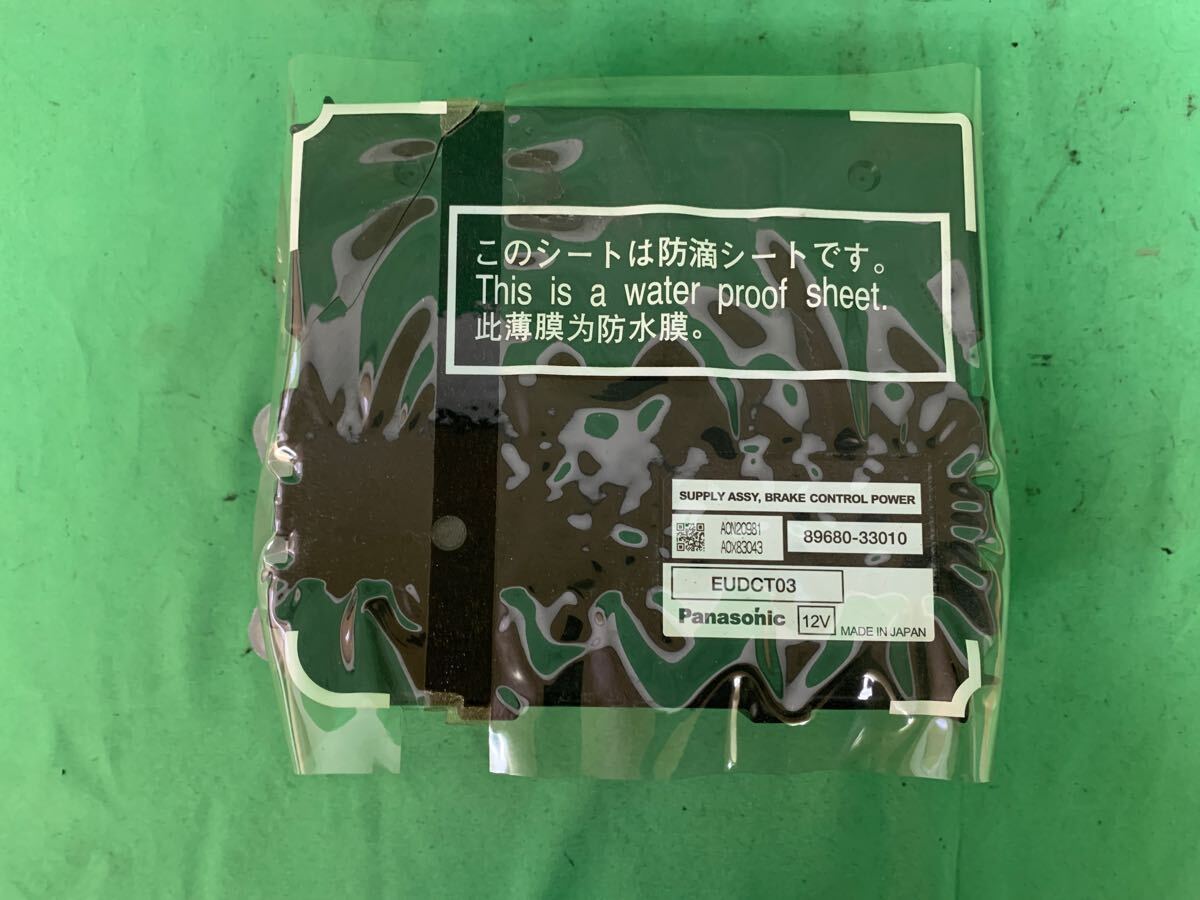 このシートは防滴シートです。
This is a water proof sheet.
此薄膜为防水膜。
SUPPLY ASSY, BRAKE CONTROL POWER
A0N20981
A0X83043
89680-33010
EUDCT03
Panasonic
12V
MADE IN JAPAN